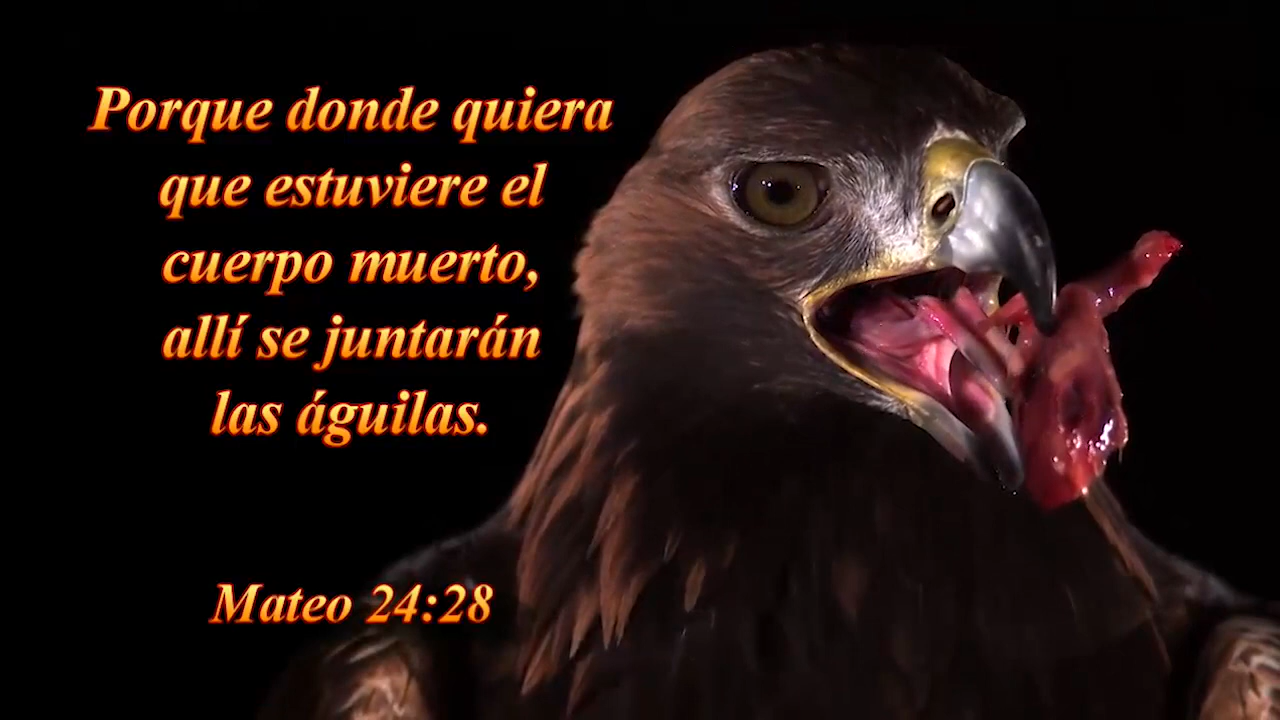 Porque donde quiera
que estuviere el
cuerpo muerto,
allí se juntarán
las águilas.
Mateo 24:28